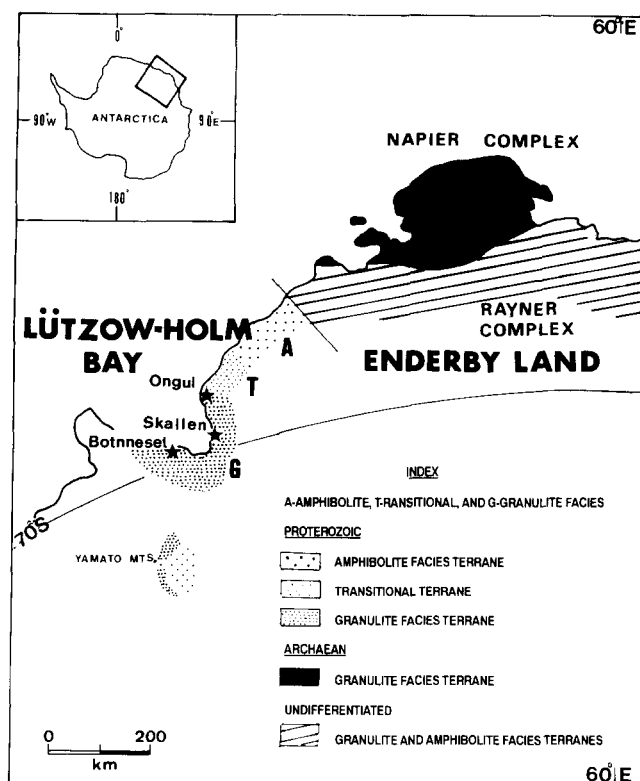 60°E
0°
90°W
ANTARCTICA
90°E
180°
NAPIER COMPLEX
RAYNER
COMPLEX
LÜTZOW-HOLM
BAY
A
ENDERBY LAND
Ongul
T
Skallen
Botnneset
G
70°S
YAMATO MTS.
INDEX
A-AMPHIBOLITE, T-RANSITIONAL, AND G-GRANULITE FACIES
PROTEROZOIC
AMPHIBOLITE FACIES TERRANE
TRANSITIONAL TERRANE
GRANULITE FACIES TERRANE
ARCHAEAN
GRANULITE FACIES TERRANE
UNDIFFERENTIATED
GRANULITE AND AMPHIBOLITE FACIES TERRANES
0 200
km
60°E